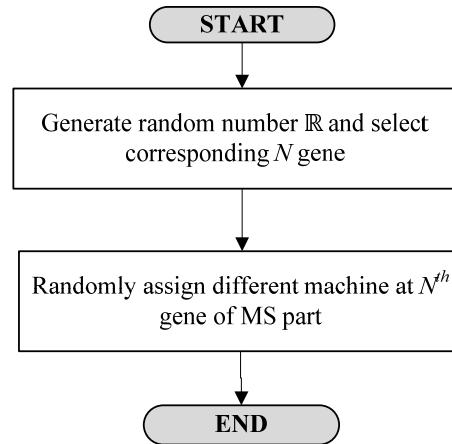 START
Generate random number ℝ and select
corresponding N gene
Randomly assign different machine at Nᵗʰ
gene of MS part
END